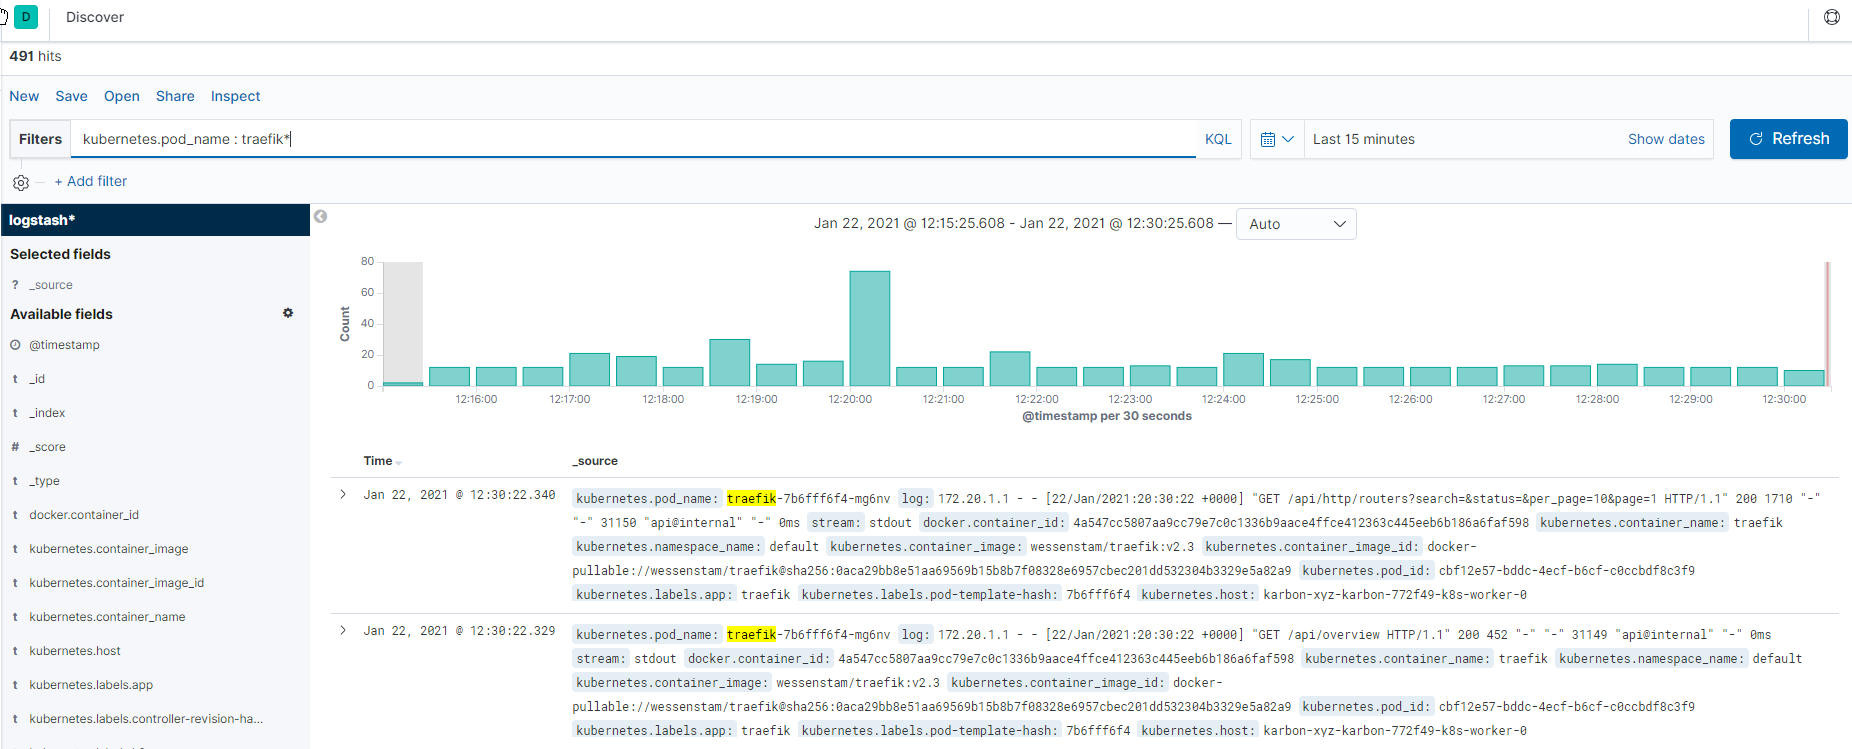 D Discover
491 hits
New Save Open Share Inspect
Filters kubernetes.pod_name : traefik* KQL Last 15 minutes Show dates Refresh
+ Add filter
logstash*
Selected fields
? _source
Available fields
@timestamp
t _id
t _index
# _score
t _type
t docker.container_id
t kubernetes.container_image
t kubernetes.container_image_id
t kubernetes.container_name
t kubernetes.host
t kubernetes.labels.app
t kubernetes.labels.controller-revision-ha...
Jan 22, 2021 @ 12:15:25.608 - Jan 22, 2021 @ 12:30:25.608 — Auto
80
60
40
20
0
Count
12:16:00 12:17:00 12:18:00 12:19:00 12:20:00 12:21:00 12:22:00 12:23:00 12:24:00 12:25:00 12:26:00 12:27:00 12:28:00 12:29:00 12:30:00
@timestamp per 30 seconds
Time _source
Jan 22, 2021 @ 12:30:22.340 kubernetes.pod_name: traefik-7b6fff6f4-mg6nv log: 172.20.1.1 - - [22/Jan/2021:20:30:22 +0000] "GET /api/http/routers?search=&status=&per_page=10&page=1 HTTP/1.1" 200 1710 "-"
"-" 31150 "api@internal" "-" 0ms stream: stdout docker.container_id: 4a547cc5807aa9cc79e7c0c1336b9aace4ffce412363c445eeb6b186a6faf598 kubernetes.container_name: traefik
kubernetes.namespace_name: default kubernetes.container_image: wessenstam/traefik:v2.3 kubernetes.container_image_id: docker-
pullable://wessenstam/traefik@sha256:0aca29bb8e51aa69569b15b8b7f08328e6957cbec201dd532304b3329e5a82a9 kubernetes.pod_id: cbf12e57-bddc-4ecf-b6cf-c0ccbdf8c3f9
kubernetes.labels.app: traefik kubernetes.labels.pod-template-hash: 7b6fff6f4 kubernetes.host: karbon-xyz-karbon-772f49-k8s-worker-0
Jan 22, 2021 @ 12:30:22.329 kubernetes.pod_name: traefik-7b6fff6f4-mg6nv log: 172.20.1.1 - - [22/Jan/2021:20:30:22 +0000] "GET /api/overview HTTP/1.1" 200 452 "-" "-" 31149 "api@internal" "-" 0ms
stream: stdout docker.container_id: 4a547cc5807aa9cc79e7c0c1336b9aace4ffce412363c445eeb6b186a6faf598 kubernetes.container_name: traefik kubernetes.namespace_name: default
kubernetes.container_image: wessenstam/traefik:v2.3 kubernetes.container_image_id: docker-
pullable://wessenstam/traefik@sha256:0aca29bb8e51aa69569b15b8b7f08328e6957cbec201dd532304b3329e5a82a9 kubernetes.pod_id: cbf12e57-bddc-4ecf-b6cf-c0ccbdf8c3f9
kubernetes.labels.app: traefik kubernetes.labels.pod-template-hash: 7b6fff6f4 kubernetes.host: karbon-xyz-karbon-772f49-k8s-worker-0